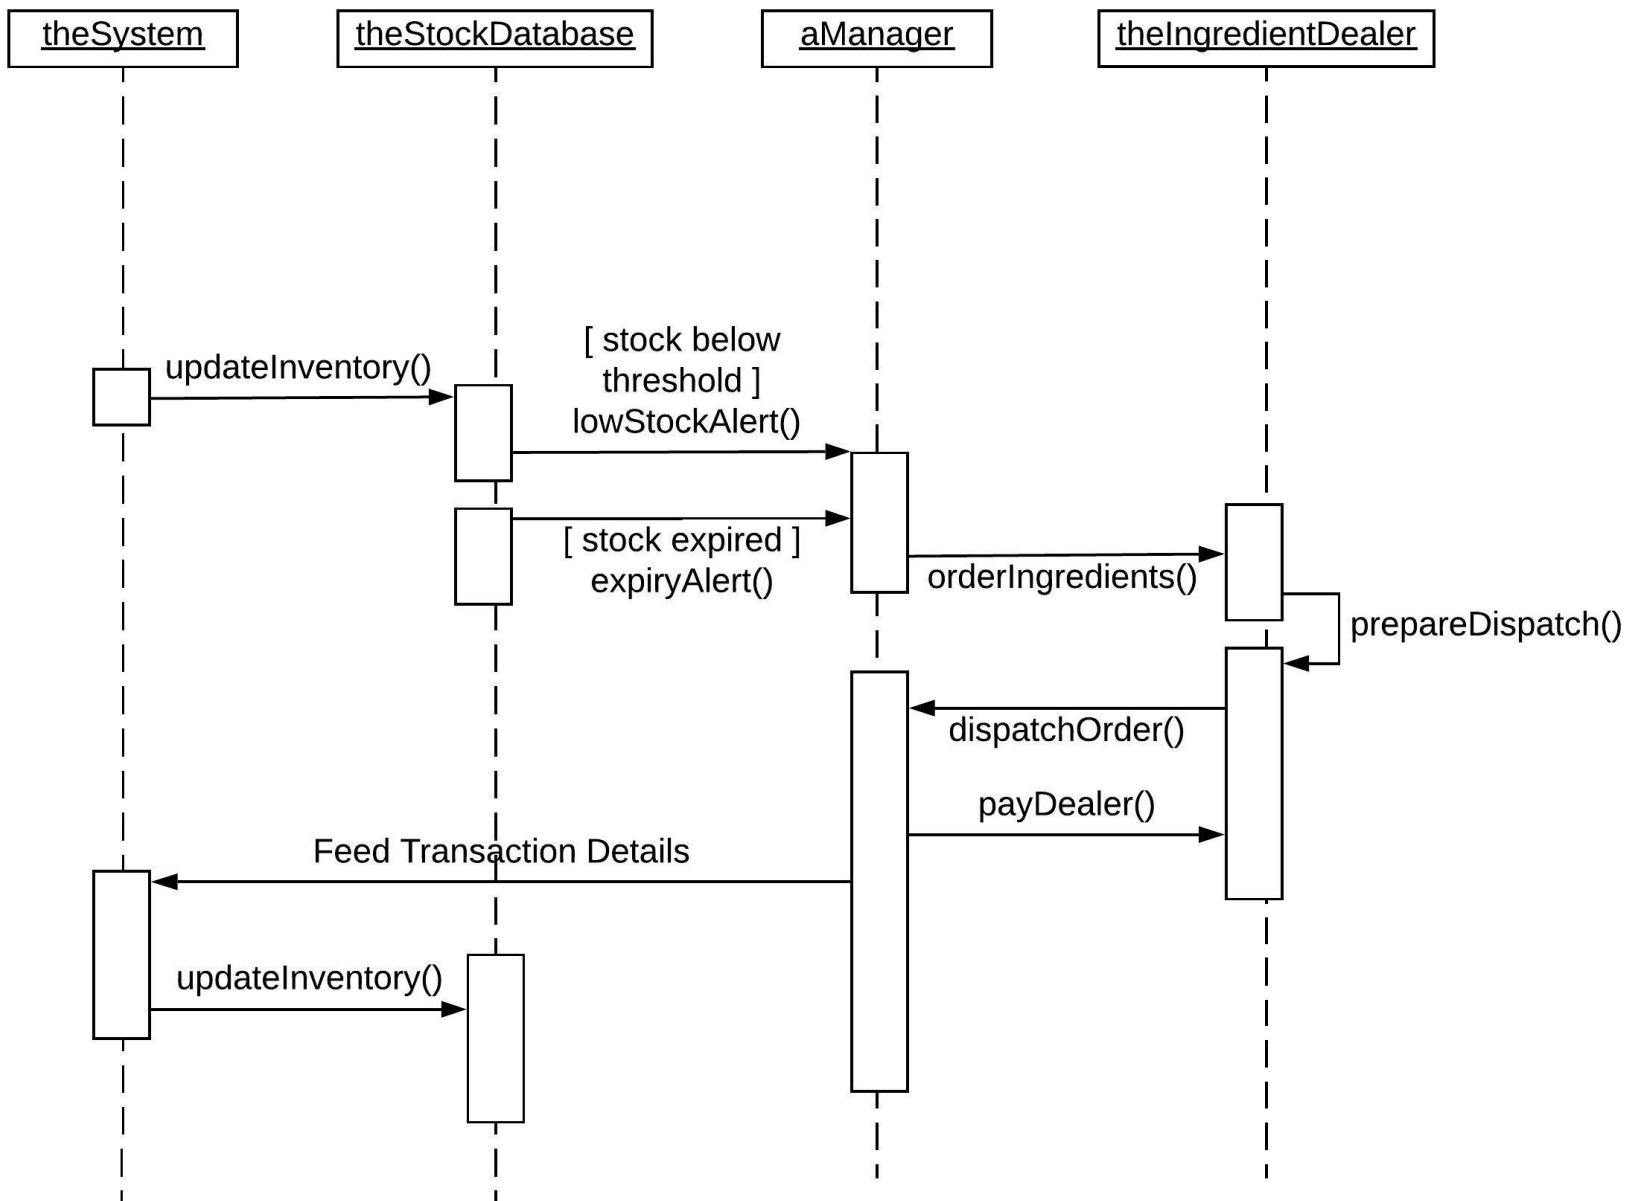 theSystem
theStockDatabase
aManager
theIngredientDealer
updateInventory()
[ stock below
threshold ]
lowStockAlert()
[ stock expired ]
expiryAlert()
orderIngredients()
prepareDispatch()
dispatchOrder()
payDealer()
Feed Transaction Details
updateInventory()